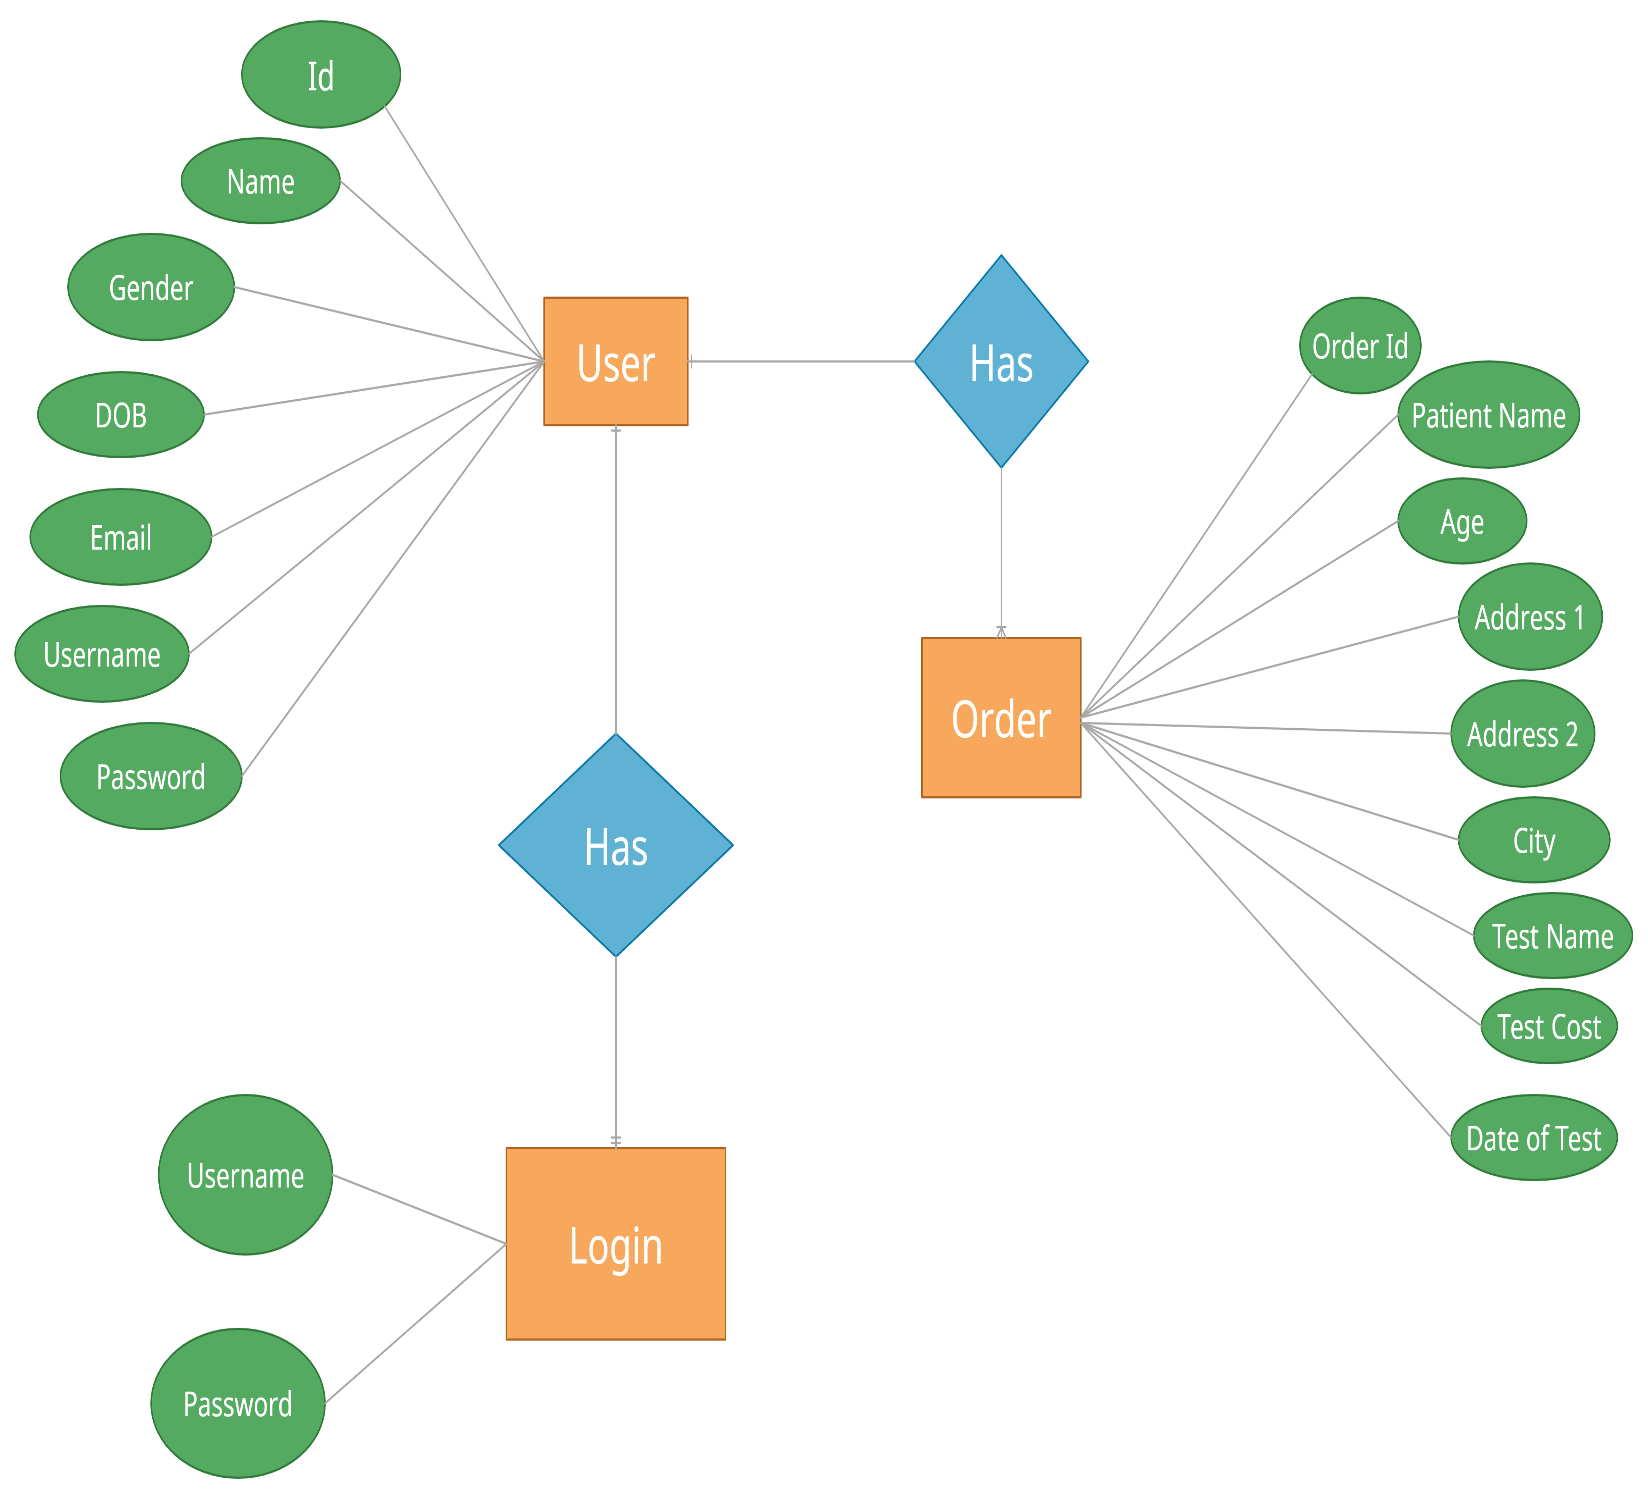 Id
Name
Gender
DOB
Email
Username
Password
User
Has
Order Id
Patient Name
Age
Address 1
Address 2
City
Test Name
Test Cost
Date of Test
Order
Has
Login
Username
Password